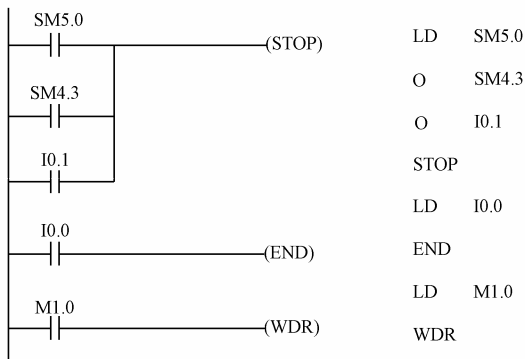 SM5.0
(STOP)
SM4.3
I0.1
I0.0
(END)
M1.0
(WDR)
LD SM5.0
O SM4.3
O I0.1
STOP
LD I0.0
END
LD M1.0
WDR